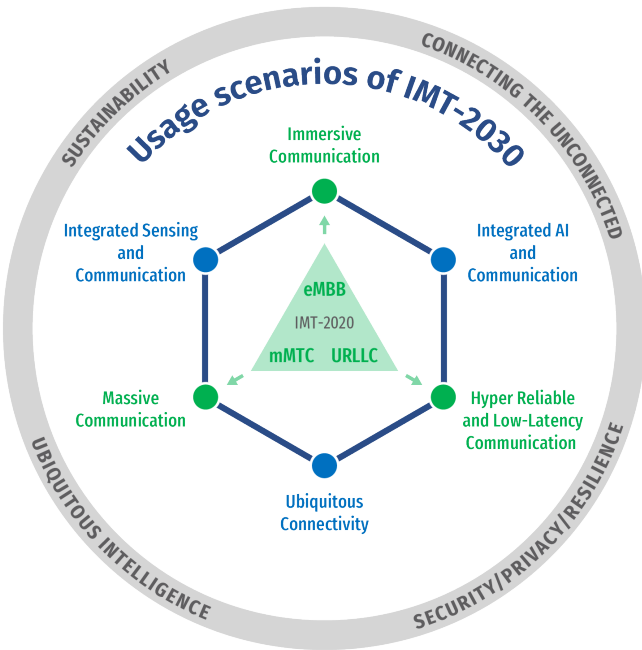 SUSTAINABILITY
CONNECTING THE UNCONNECTED
Usage scenarios of IMT-2030
Immersive
Communication
Integrated Sensing
and
Communication
Integrated AI
and
Communication
eMBB
IMT-2020
mMTC URLLC
Massive
Communication
Hyper Reliable
and Low-Latency
Communication
Ubiquitous
Connectivity
UBIQUITOUS INTELLIGENCE
SECURITY/PRIVACY/RESILIENCE